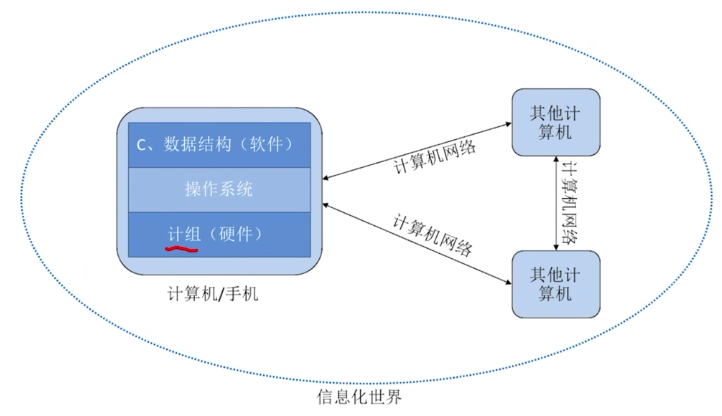 C、数据结构（软件）
操作系统
计组（硬件）
计算机/手机
计算机网络
计算机网络
其他计
算机
计算机网络
其他计
算机
信息化世界